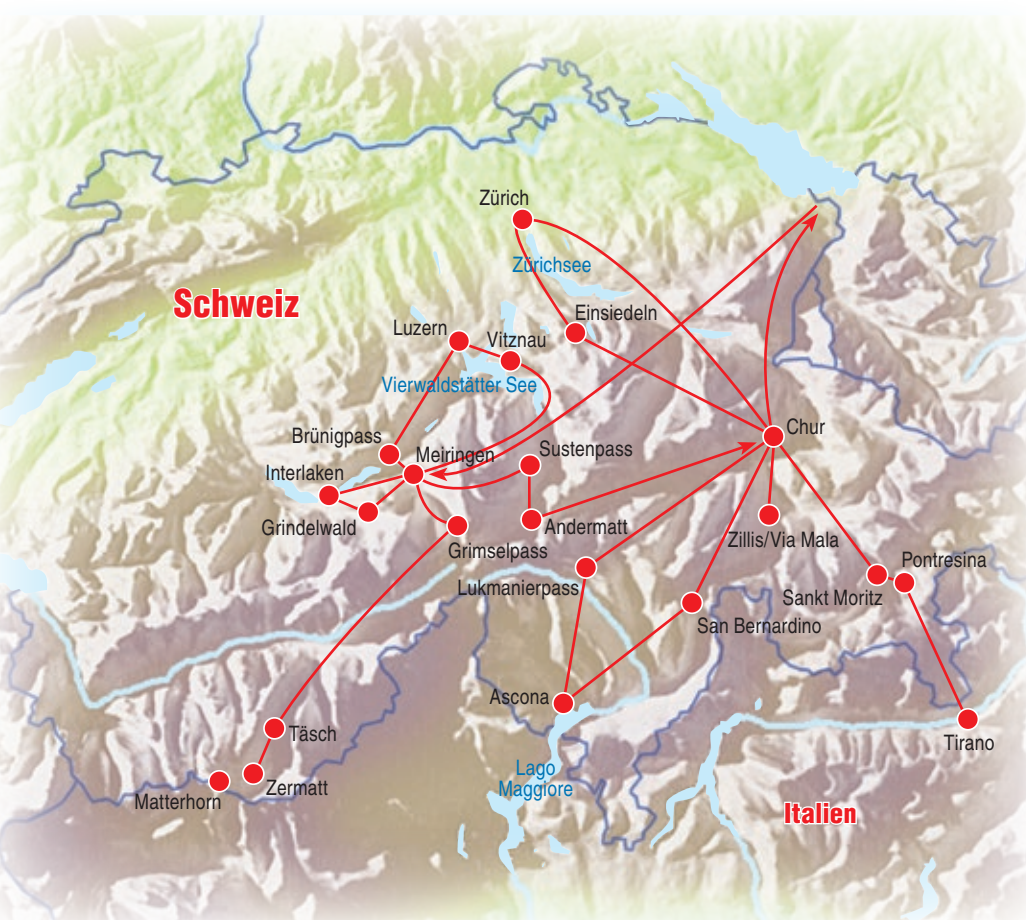 Zürich
Zürichsee
Schweiz
Einsiedeln
Luzern
Vitznau
Vierwaldstätter See
Chur
Brünigpass
Meiringen
Sustenpass
Interlaken
Grindelwald
Andermatt
Zillis/Via Mala
Grimselpass
Pontresina
Lukmanierpass
Sankt Moritz
San Bernardino
Ascona
Täsch
Tirano
Lago
Maggiore
Zermatt
Matterhorn
Italien